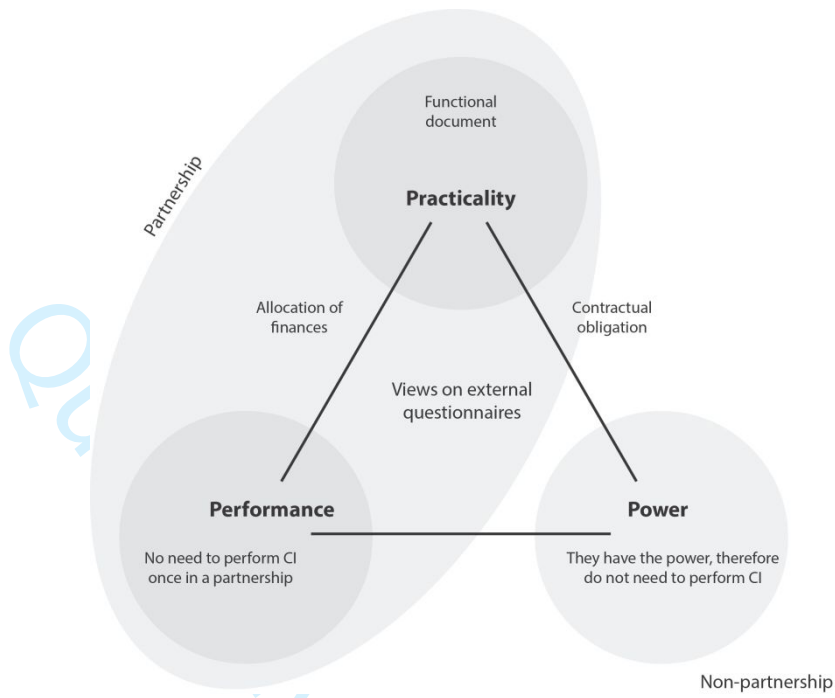 Functional
document
Practicality
Partnership
Allocation of
finances
Contractual
obligation
Views on external
questionnaires
Performance
No need to perform CI
once in a partnership
Power
They have the power, therefore
do not need to perform CI
Non-partnership